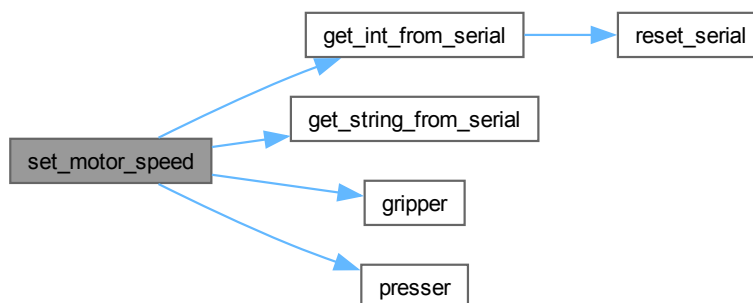 get_int_from_serial
reset_serial
get_string_from_serial
set_motor_speed
gripper
presser